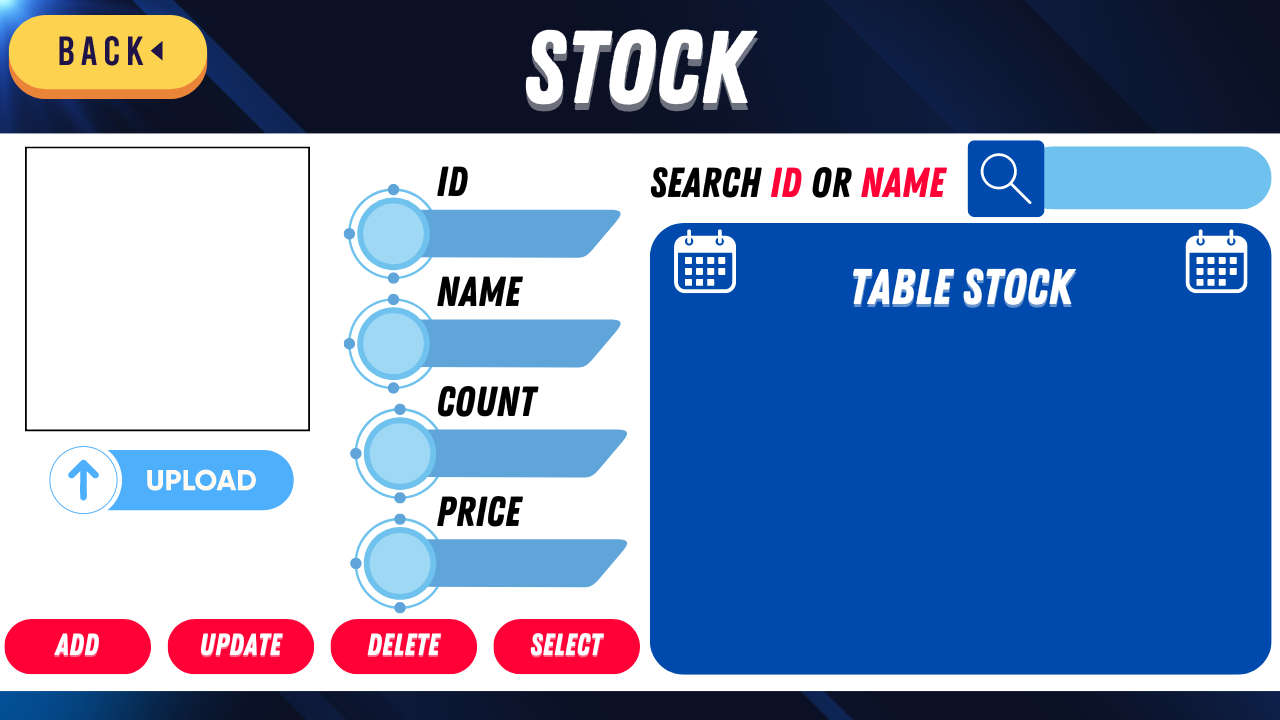 BACK
STOCK
ID
NAME
COUNT
PRICE
UPLOAD
ADD
UPDATE
DELETE
SELECT
SEARCH ID OR NAME
TABLE STOCK